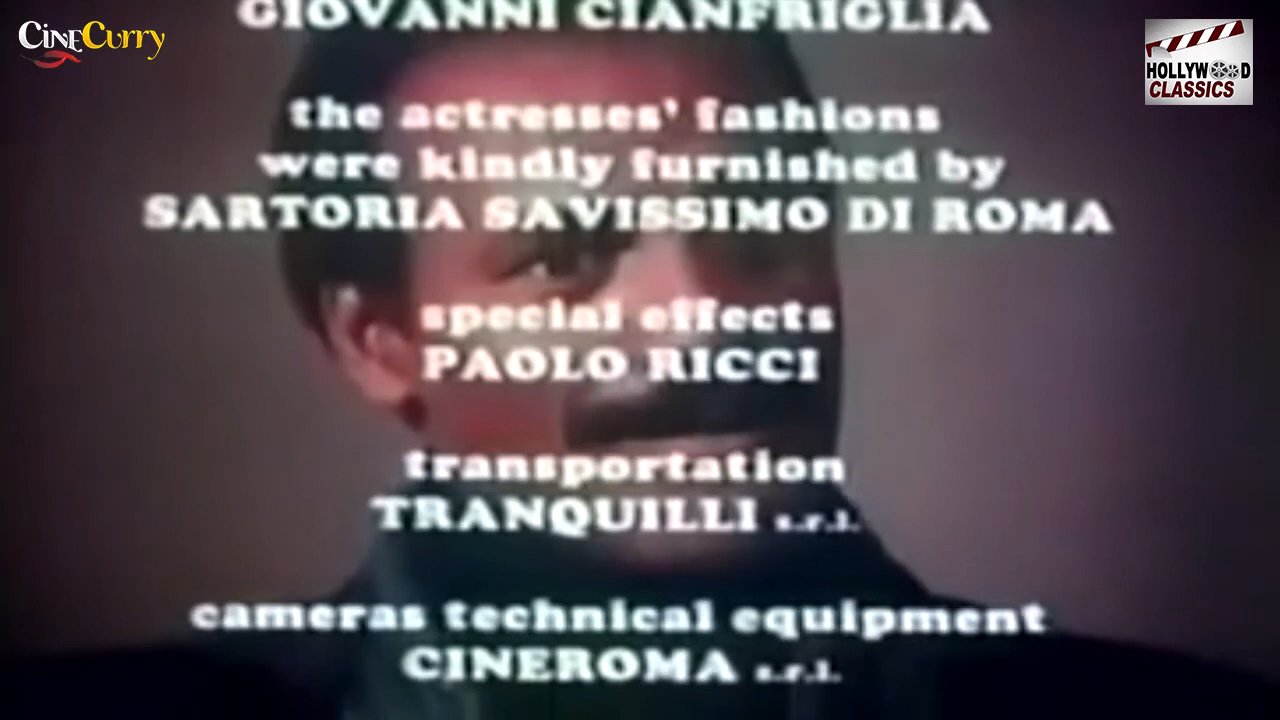 CINECURRY
HOLLYWOOD
CLASSICS
GIOVANNI CIANFRIGLIA
the actresses' fashions
were kindly furnished by
SARTORIA SAVISSIMO DI ROMA
special effects
PAOLO RICCI
transportation
TRANQUILLI s.r.l.
cameras technical equipment
CINEROMA s.r.l.